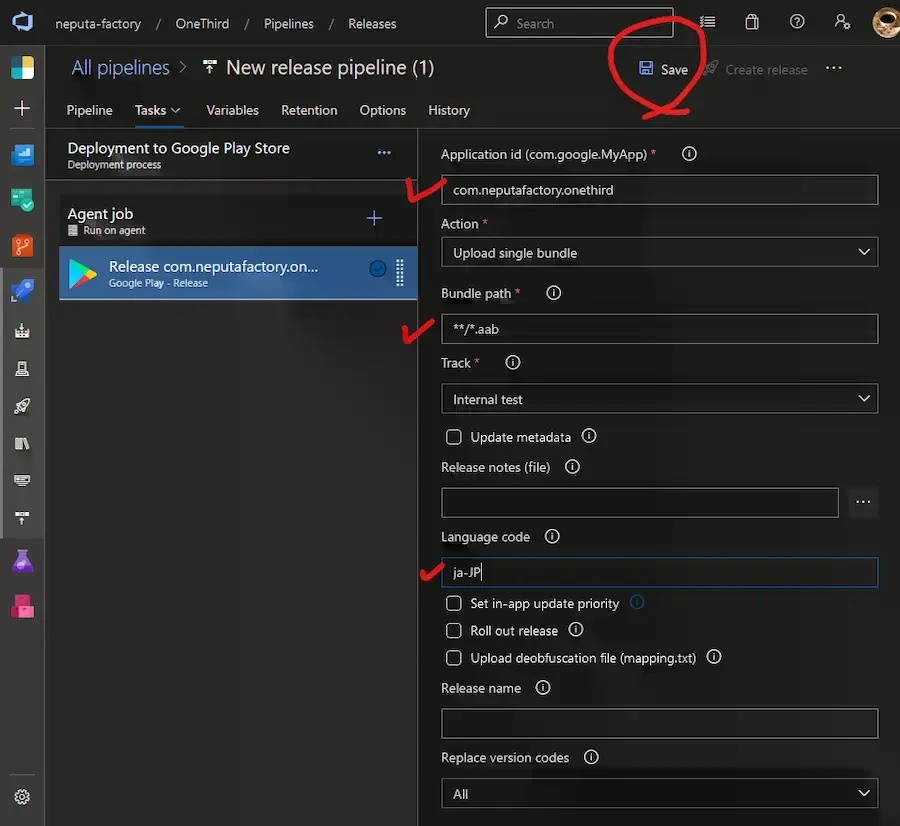 neputa-factory / OneThird / Pipelines / Releases
Search
All pipelines > New release pipeline (1)
Save
Create release
Pipeline Tasks Variables Retention Options History
Deployment to Google Play Store
Deployment process
Agent job
Run on agent
Release com.neputafactory.on...
Google Play - Release
Application id (com.google.MyApp) *
com.neputafactory.onethird
Action *
Upload single bundle
Bundle path *
**/*.aab
Track *
Internal test
Update metadata
Release notes (file)
Language code
ja-JP
Set in-app update priority
Roll out release
Upload deobfuscation file (mapping.txt)
Release name
Replace version codes
All